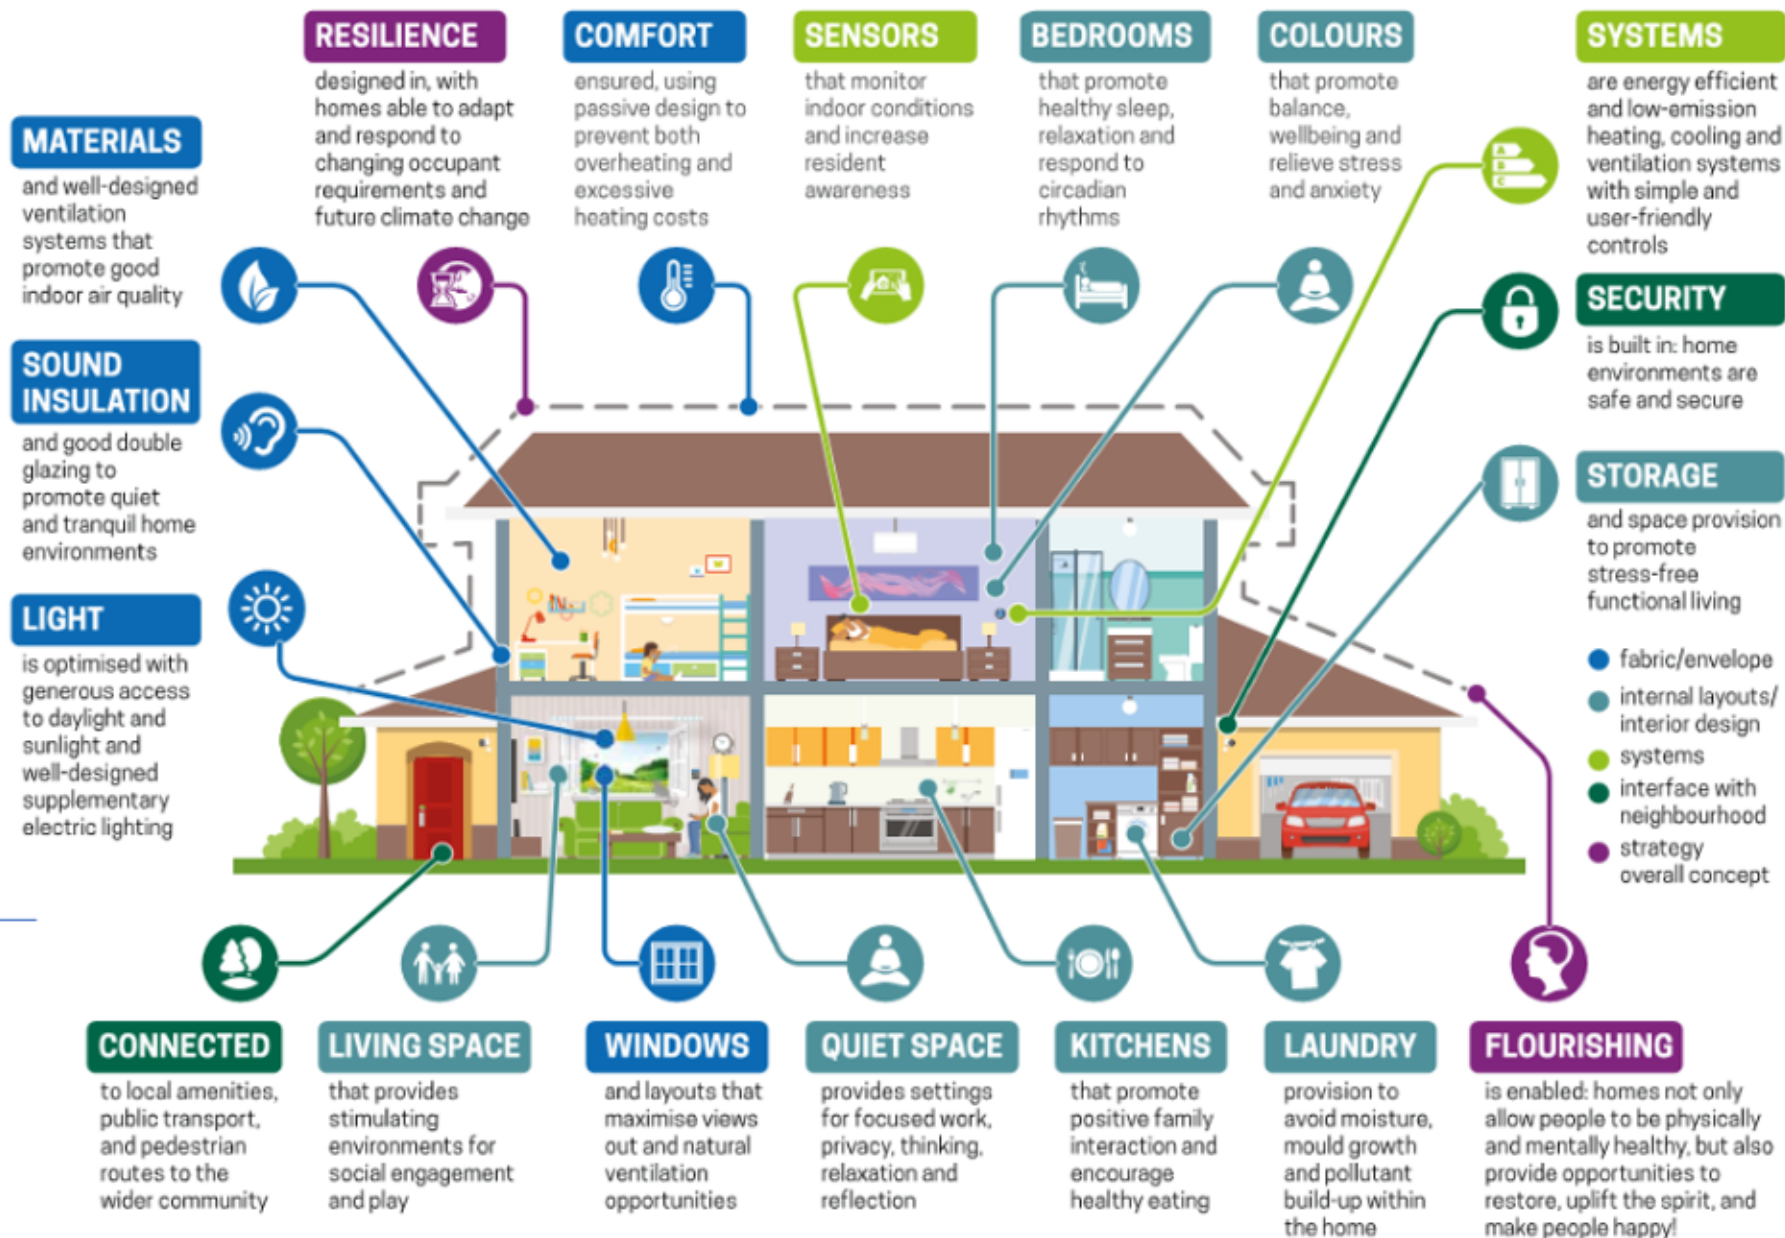 RESILIENCE
designed in, with
homes able to adapt
and respond to
changing occupant
requirements and
future climate change
COMFORT
ensured, using
passive design to
prevent both
overheating and
excessive
heating costs
SENSORS
that monitor
indoor conditions
and increase
resident
awareness
BEDROOMS
that promote
healthy sleep,
relaxation and
respond to
circadian
rhythms
COLOURS
that promote
balance,
wellbeing and
relieve stress
and anxiety
SYSTEMS
are energy efficient
and low-emission
heating, cooling and
ventilation systems
with simple and
user-friendly
controls
A
B
C
MATERIALS
and well-designed
ventilation
systems that
promote good
indoor air quality
SOUND
INSULATION
and good double
glazing to
promote quiet
and tranquil home
environments
LIGHT
is optimised with
generous access
to daylight and
sunlight and
well-designed
supplementary
electric lighting
SECURITY
is built in: home
environments are
safe and secure
STORAGE
and space provision
to promote
stress-free
functional living
fabric/envelope
internal layouts/
interior design
systems
interface with
neighbourhood
strategy
overall concept
CONNECTED
to local amenities,
public transport,
and pedestrian
routes to the
wider community
LIVING SPACE
that provides
stimulating
environments for
social engagement
and play
WINDOWS
and layouts that
maximise views
out and natural
ventilation
opportunities
QUIET SPACE
provides settings
for focused work,
privacy, thinking,
relaxation and
reflection
KITCHENS
that promote
positive family
interaction and
encourage
healthy eating
LAUNDRY
provision to
avoid moisture,
mould growth
and pollutant
build-up within
the home
FLOURISHING
is enabled: homes not only
allow people to be physically
and mentally healthy, but also
provide opportunities to
restore, uplift the spirit, and
make people happy!